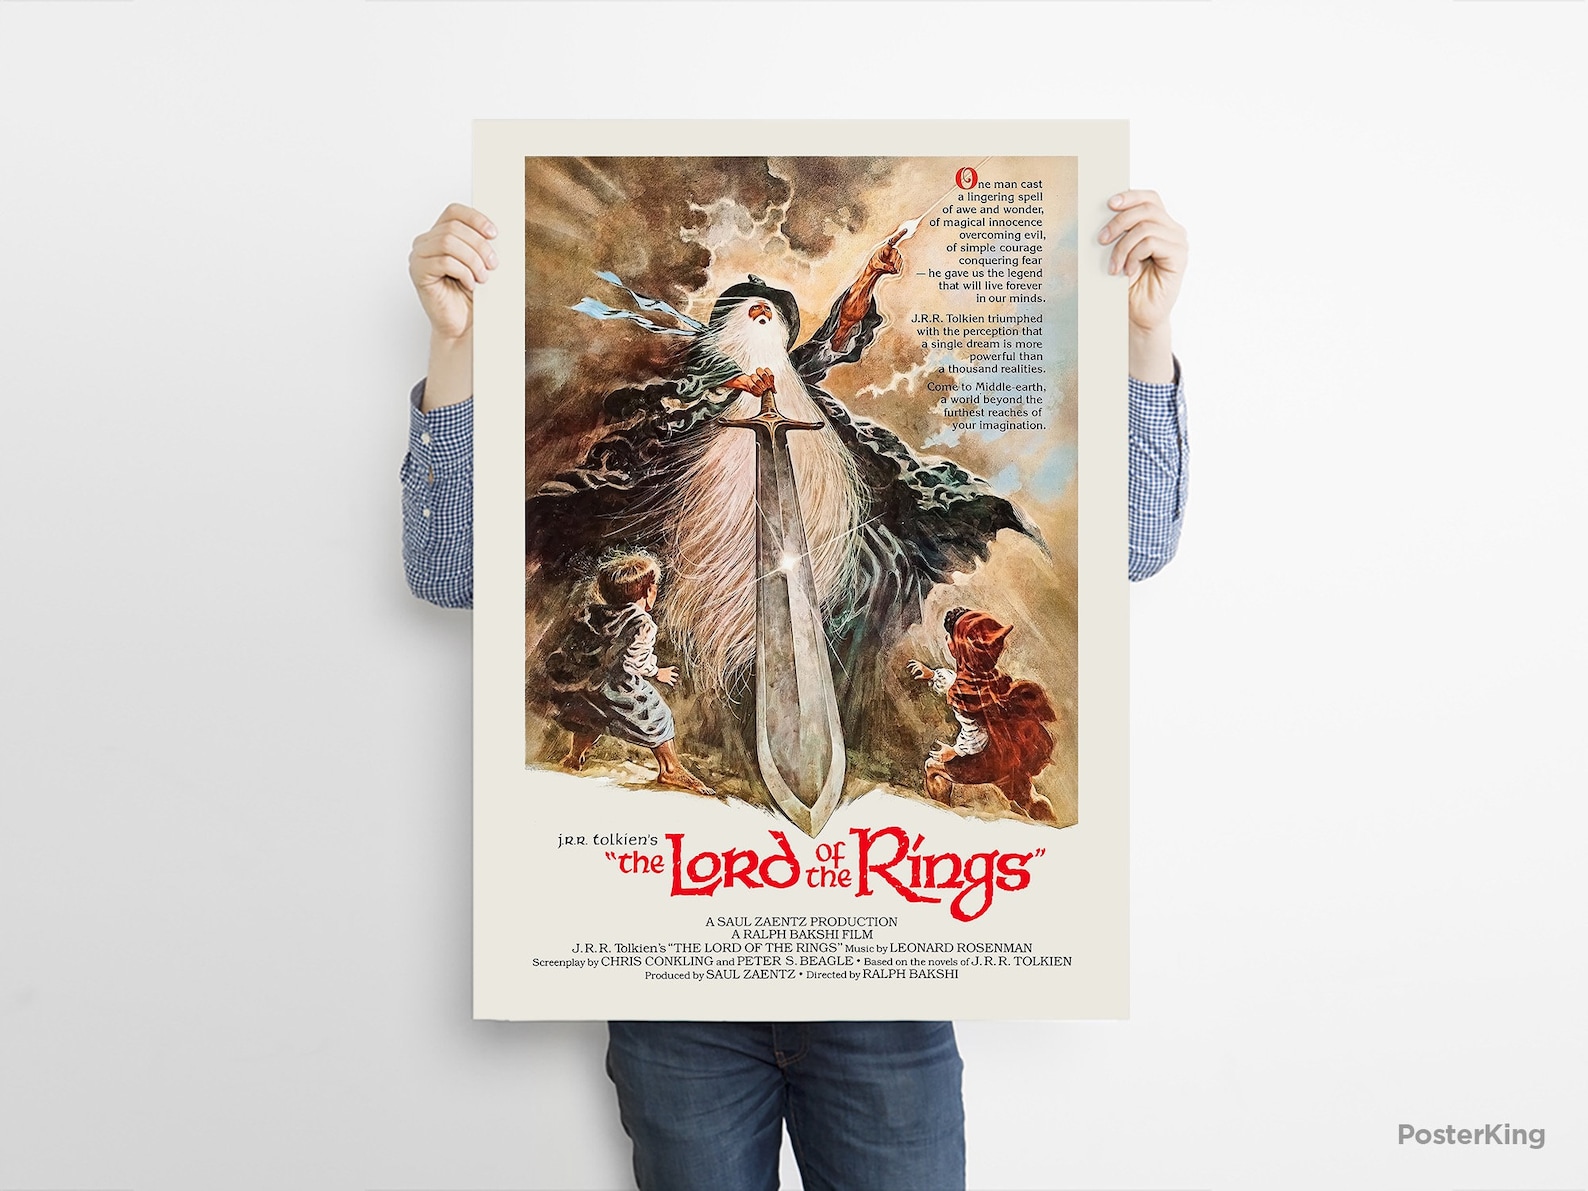 One man cast
a lingering spell
of awe and wonder,
of magical innocence
overcoming evil,
of simple courage
conquering fear
— he gave us the legend
that will live forever
in our minds.
J.R.R. Tolkien triumphed
with the perception that
a single dream is more
powerful than
a thousand realities.
Come to Middle-earth,
a world beyond the
furthest reaches of
your imagination.
J.R.R. tolkien's
"the Lord of the Rings"
A SAUL ZAENTZ PRODUCTION
A RALPH BAKSHI FILM
J.R.R. Tolkien's "THE LORD OF THE RINGS" Music by LEONARD ROSENMAN
Screenplay by CHRIS CONKLING and PETER S. BEAGLE • Based on the novels of J.R.R. TOLKIEN
Produced by SAUL ZAENTZ • Directed by RALPH BAKSHI
PosterKing